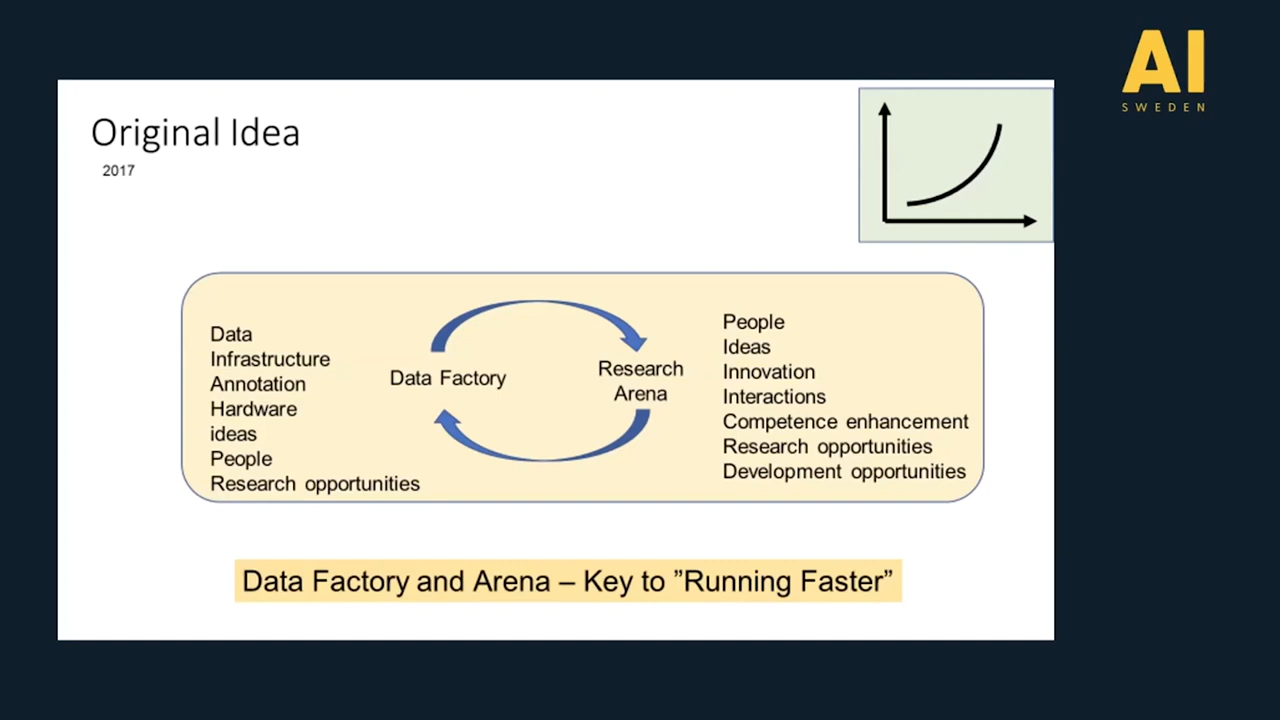 AI
SWEDEN
Original Idea
2017
Data
Infrastructure
Annotation
Hardware
ideas
People
Research opportunities
Data Factory
Research
Arena
People
Ideas
Innovation
Interactions
Competence enhancement
Research opportunities
Development opportunities
Data Factory and Arena – Key to ”Running Faster”